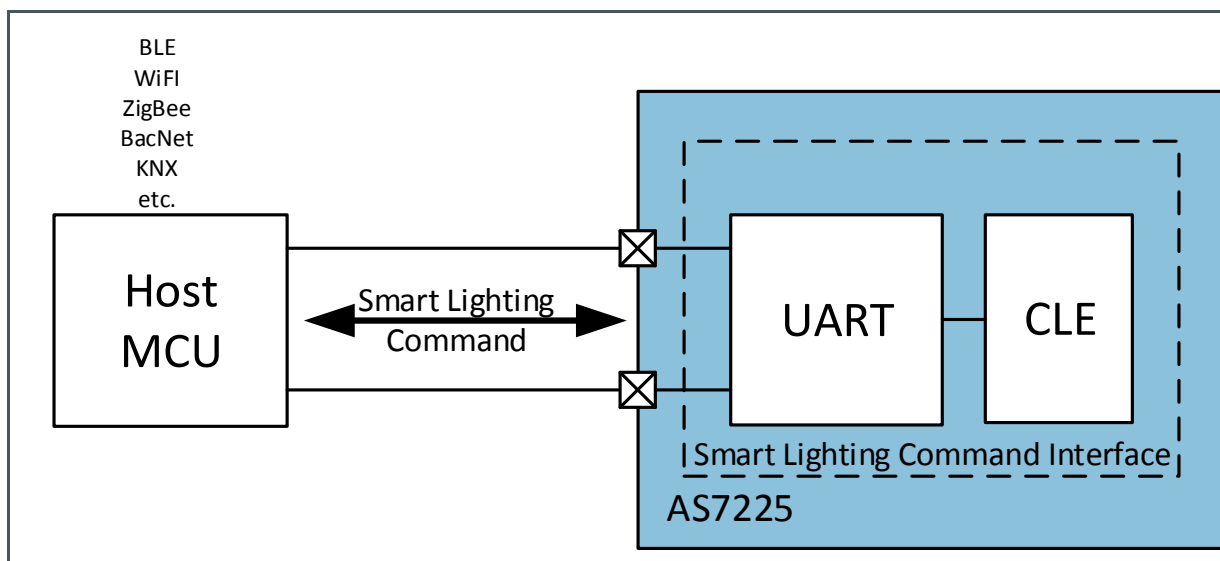 BLE
WiFI
ZigBee
BacNet
KNX
etc.
Host
MCU
Smart Lighting
Command
UART
CLE
Smart Lighting Command Interface
AS7225